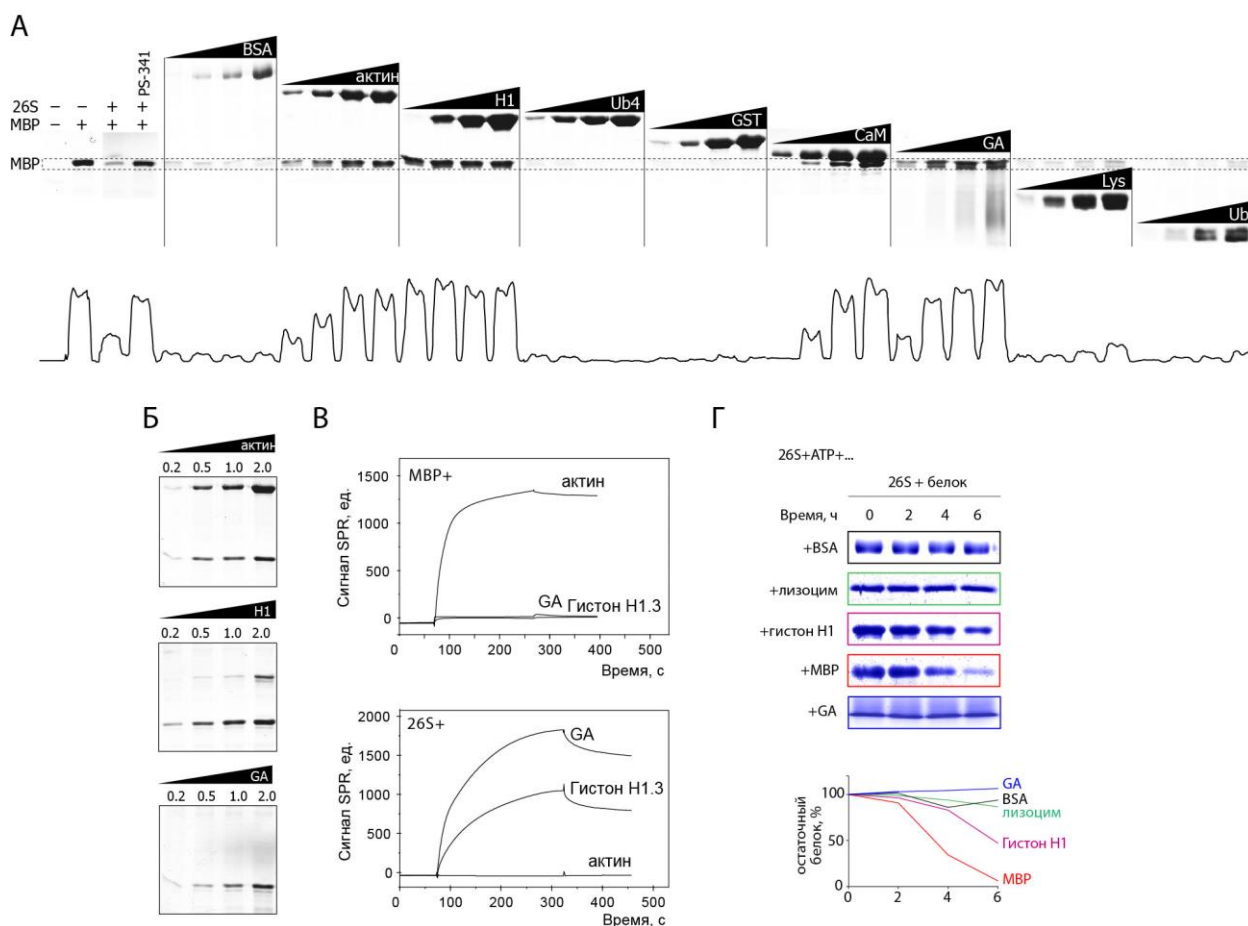 А
BSA
актин
H1
Ub4
GST
CaM
GA
Lys
Ub
PS-341
26S – – + +
MBP – + + +
MBP
Б
актин
0.2 0.5 1.0 2.0
H1
0.2 0.5 1.0 2.0
GA
0.2 0.5 1.0 2.0
В
MBP+
Сигнал SPR, ед.
1500
1000
500
0
актин
GA
Гистон H1.3
0 100 200 300 400 500
Время, с
26S+
Сигнал SPR, ед.
2000
1500
1000
500
0
GA
Гистон H1.3
актин
0 100 200 300 400 500
Время, с
Г
26S+ATP+...
26S + белок
Время, ч 0 2 4 6
+BSA
+лизоцим
+гистон H1
+MBP
+GA
остаточный
белок, %
100
50
0
GA
BSA
лизоцим
Гистон H1
MBP
0 2 4 6